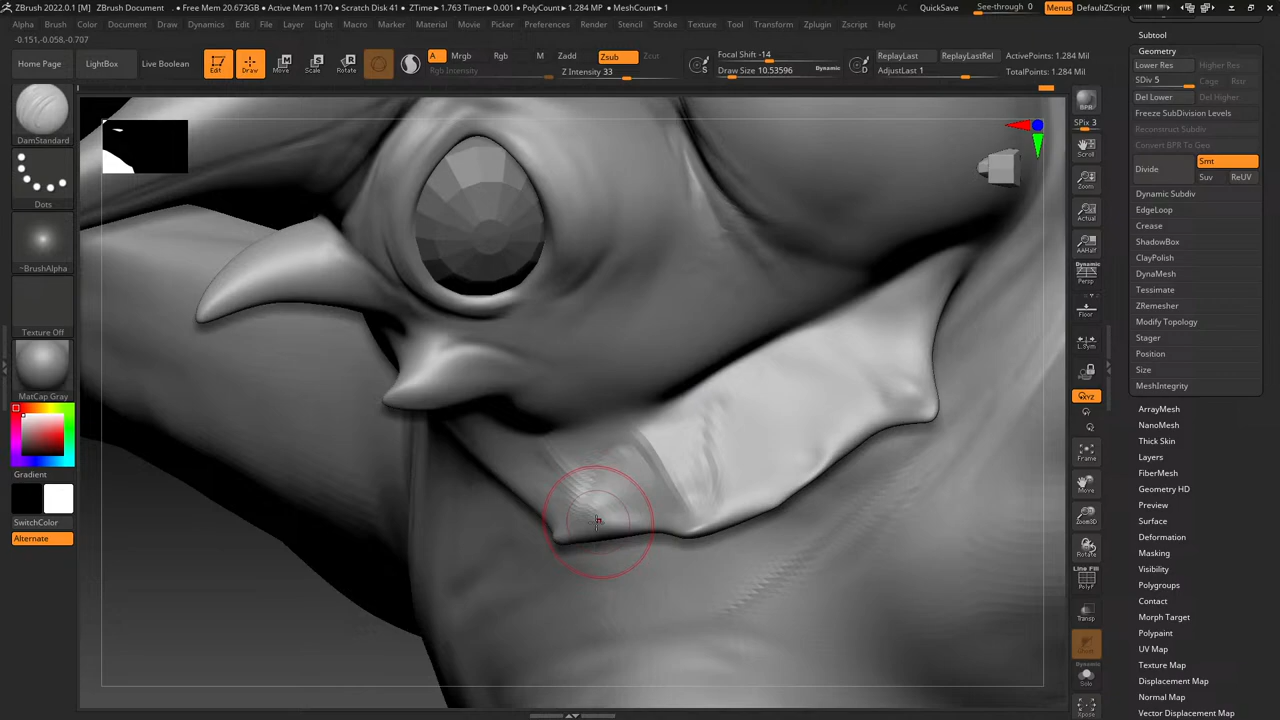 ZBrush 2022.0.1 [M] ZBrush Document . • Free Mem 20.673GB • Active Mem 1170 • Scratch Disk 41 • ZTime▸1.763 Timer▸0.001 • PolyCount▸1.284 MP • MeshCount▸1 AC QuickSave See-through 0 Menus DefaultZScript
Alpha Brush Color Document Draw Dynamics Edit File Layer Light Macro Marker Material Movie Picker Preferences Render Stencil Stroke Texture Tool Transform Zplugin Zscript Help
-0.151,-0.058,-0.707
Home Page LightBox Live Boolean Edit Draw Move Scale Rotate
A Mrgb Rgb M Zadd Zsub Zcut
Rgb Intensity Z Intensity 33
S Focal Shift -14
Draw Size 10.53596 Dynamic
D ReplayLast ReplayLastRel
AdjustLast 1
ActivePoints: 1.284 Mil
TotalPoints: 1.284 Mil
DamStandard
Dots
~BrushAlpha
Texture Off
MatCap Gray
Gradient
SwitchColor
Alternate
BPR
SPix 3
Scroll
Zoom
Actual
AAHalf
Dynamic
Persp
Floor
L.Sym
XYZ
Frame
Move
Zoom3D
Rotate
Line Fill
PolyF
Transp
Dynamic
Solo
Xpose
Subtool
Geometry
Lower Res Higher Res
SDiv 5 Cage Rstr
Del Lower Del Higher
Freeze SubDivision Levels
Reconstruct Subdiv
Convert BPR To Geo
Divide Smt
Suv ReUV
Dynamic Subdiv
EdgeLoop
Crease
ShadowBox
ClayPolish
DynaMesh
Tessimate
ZRemesher
Modify Topology
Stager
Position
Size
MeshIntegrity
ArrayMesh
NanoMesh
Thick Skin
Layers
FiberMesh
Geometry HD
Preview
Surface
Deformation
Masking
Visibility
Polygroups
Contact
Morph Target
Polypaint
UV Map
Texture Map
Displacement Map
Normal Map
Vector Displacement Map